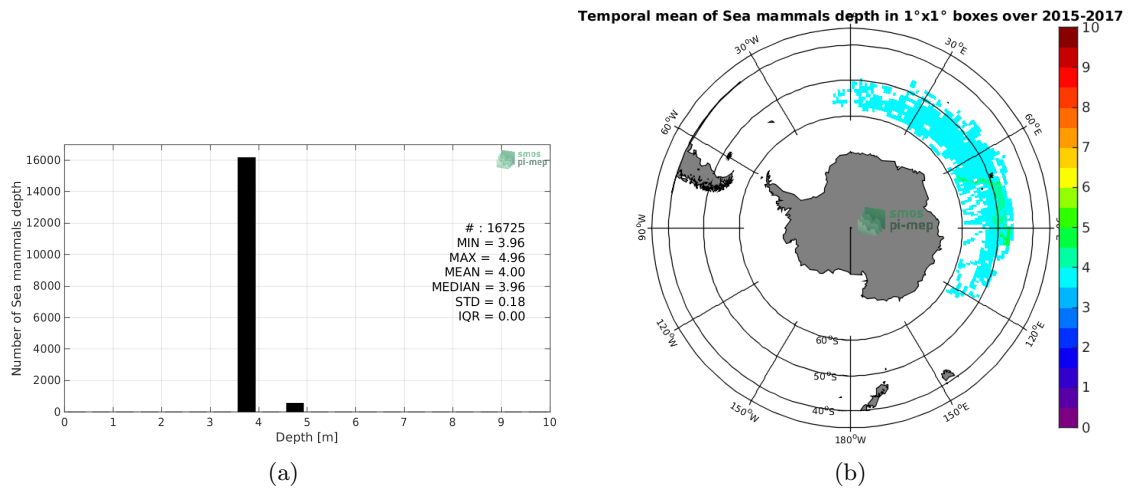 Temporal mean of Sea mammals depth in 1°x1° boxes over 2015-2017
Number of Sea mammals depth
16000
14000
12000
10000
8000
6000
4000
2000
0
0 1 2 3 4 5 6 7 8 9 10
Depth [m]
smos
pi-mep
# : 16725
MIN = 3.96
MAX = 4.96
MEAN = 4.00
MEDIAN = 3.96
STD = 0.18
IQR = 0.00
(a)
30°W
30°E
60°W
60°E
90°W
120°W
120°E
150°W
150°E
180°W
60°S
50°S
40°S
smos
pi-mep
10
9
8
7
6
5
4
3
2
1
0
(b)